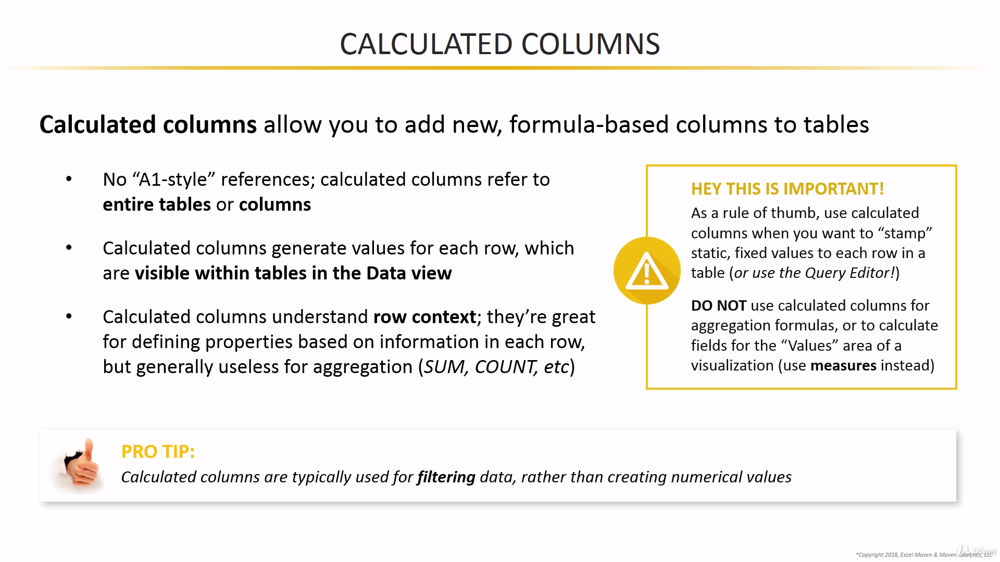 CALCULATED COLUMNS
Calculated columns allow you to add new, formula-based columns to tables
• No “A1-style” references; calculated columns refer to
entire tables or columns
• Calculated columns generate values for each row, which
are visible within tables in the Data view
• Calculated columns understand row context; they’re great
for defining properties based on information in each row,
but generally useless for aggregation (SUM, COUNT, etc)
HEY THIS IS IMPORTANT!
As a rule of thumb, use calculated
columns when you want to “stamp”
static, fixed values to each row in a
table (or use the Query Editor!)
DO NOT use calculated columns for
aggregation formulas, or to calculate
fields for the “Values” area of a
visualization (use measures instead)
PRO TIP:
Calculated columns are typically used for filtering data, rather than creating numerical values
*Copyright 2018, Excel Maven & Maven Analytics, LLC
Udemy